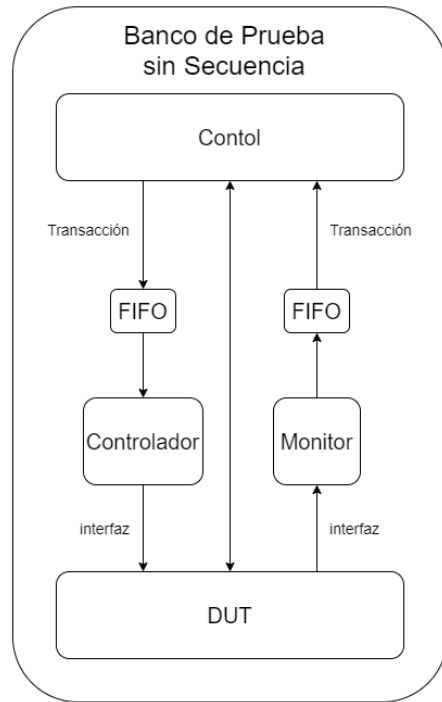 Banco de Prueba
sin Secuencia
Contol
Transacción
Transacción
FIFO
FIFO
Controlador
Monitor
interfaz
interfaz
DUT